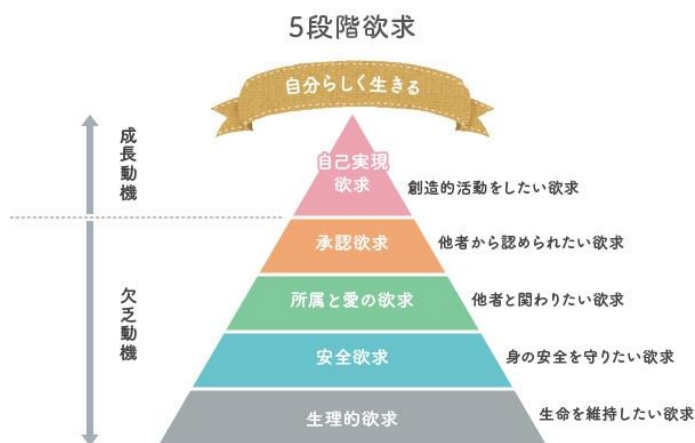 5段階欲求
自分らしく生きる
成長動機
自己実現
欲求
創造的活動をしたい欲求
承認欲求
他者から認められたい欲求
欠乏動機
所属と愛の欲求
他者と関わりたい欲求
安全欲求
身の安全を守りたい欲求
生理的欲求
生命を維持したい欲求